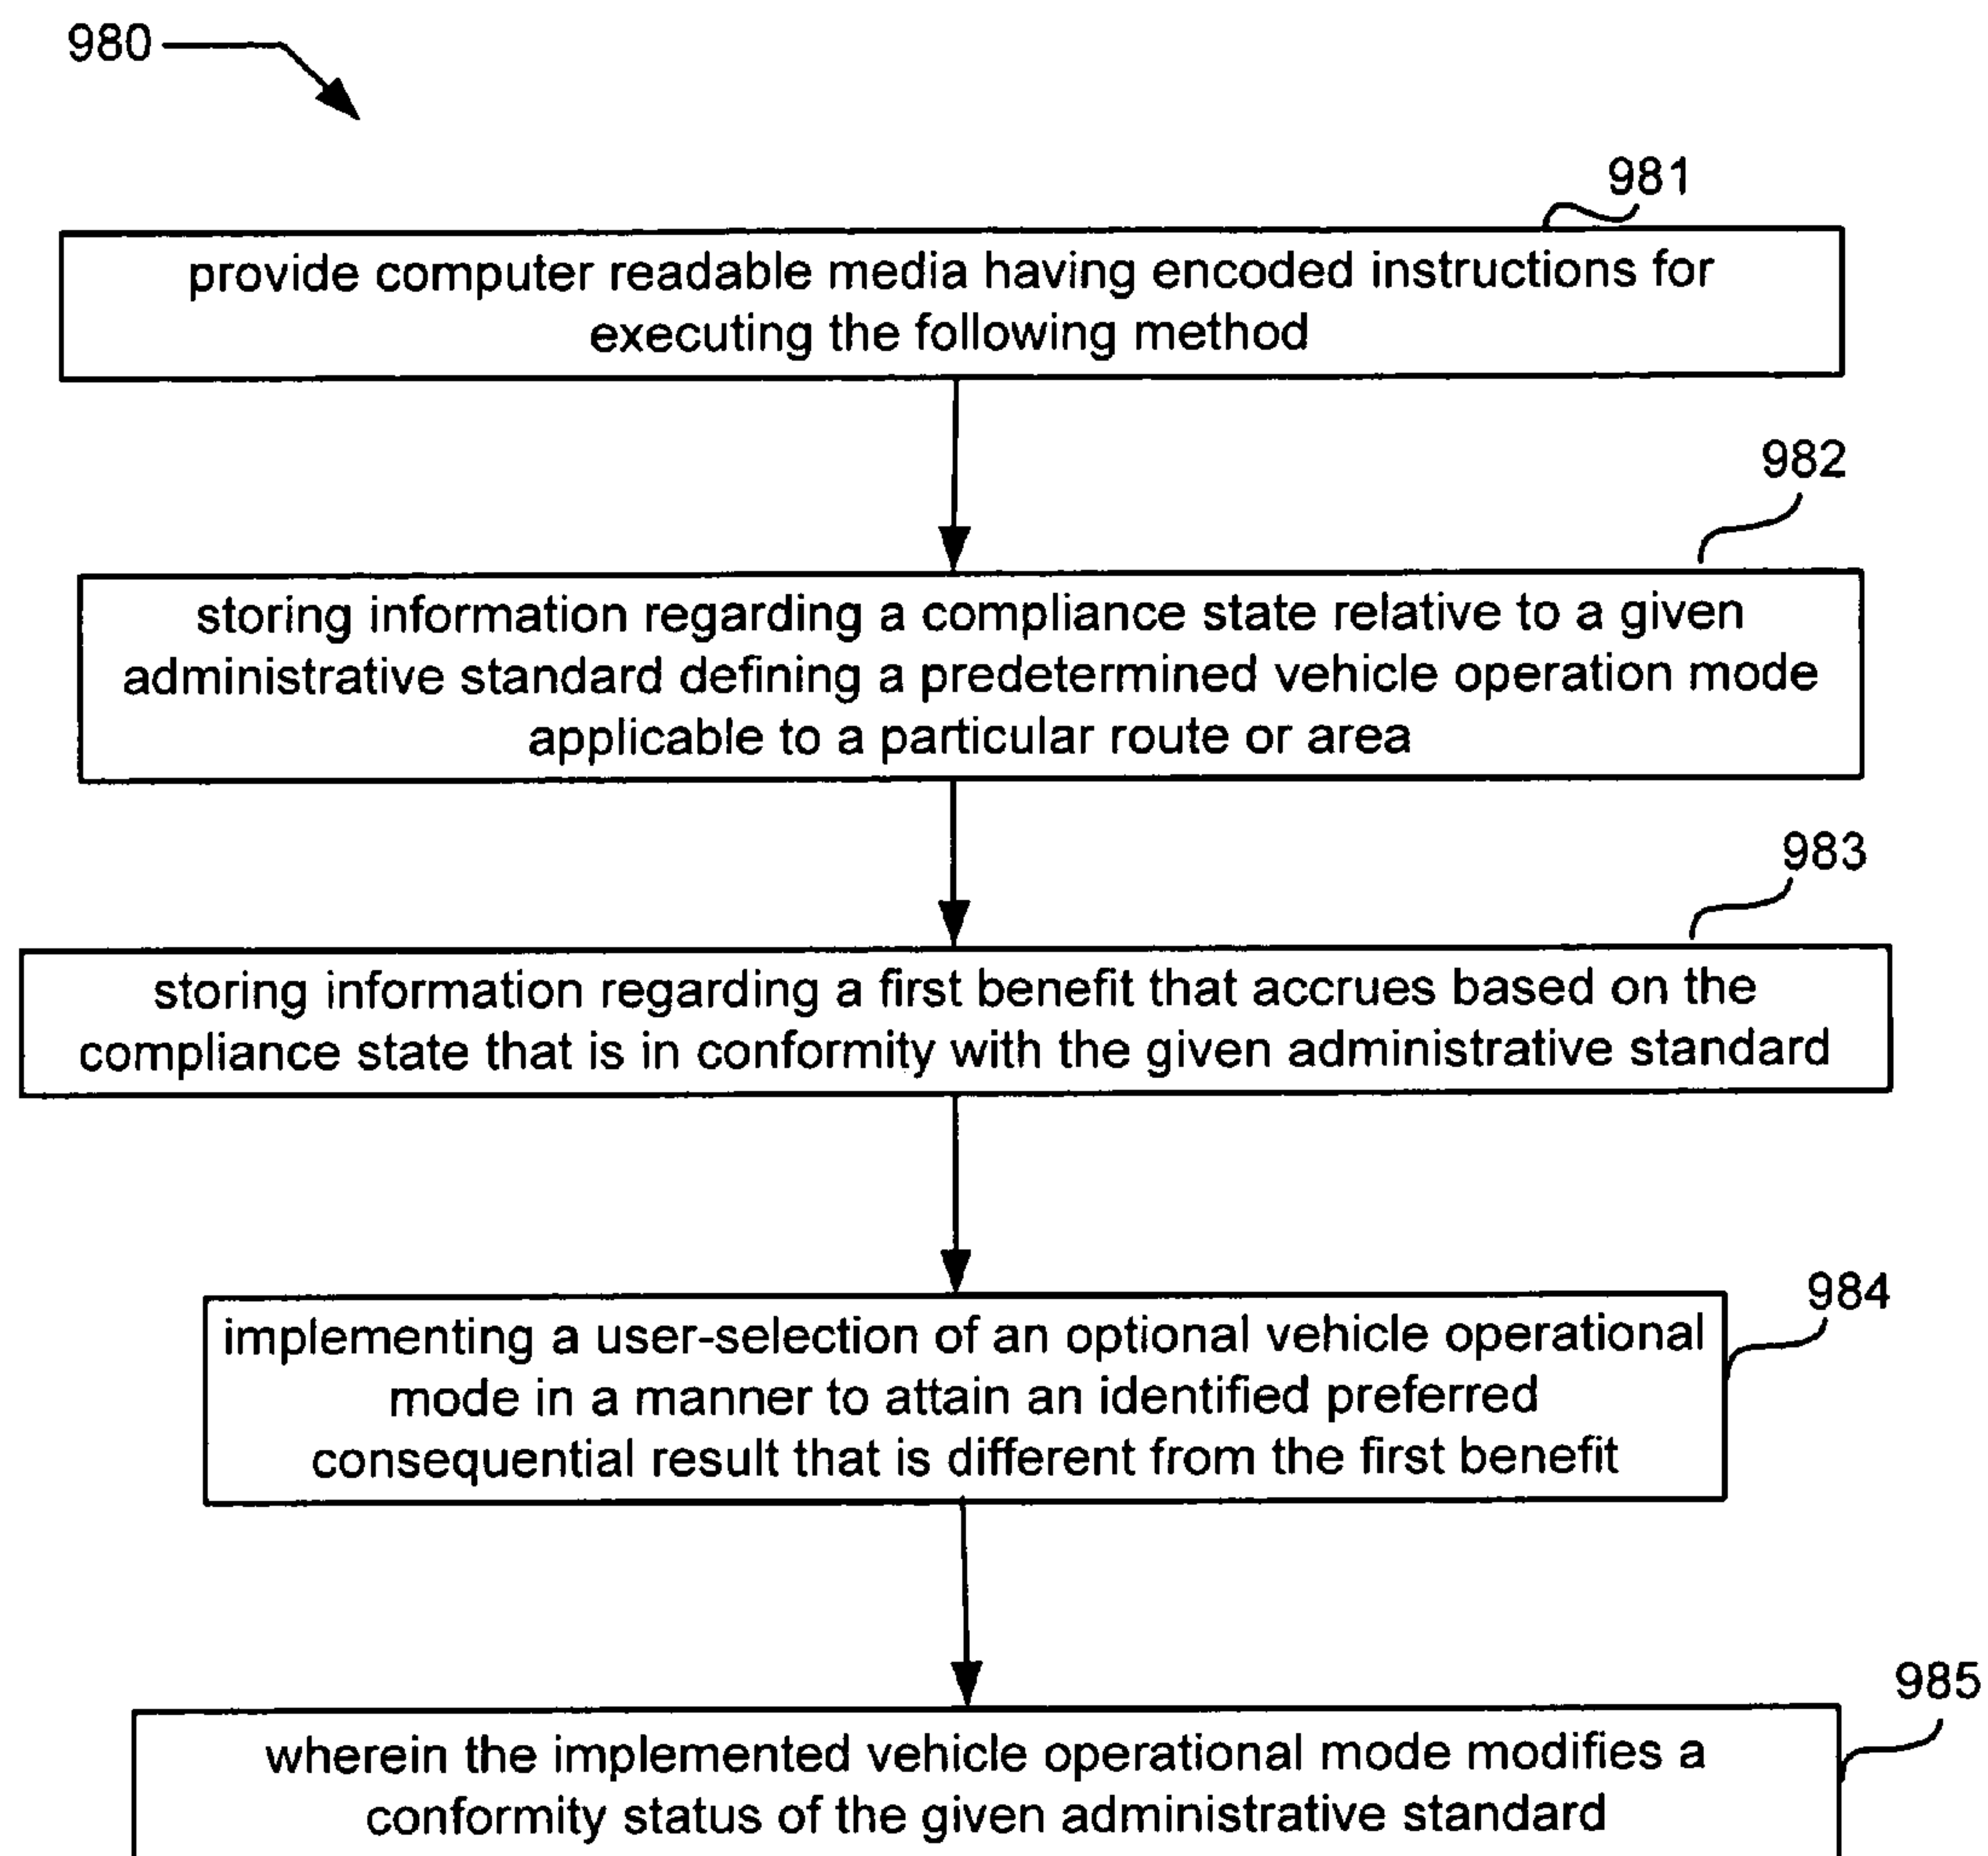 980
981
provide computer readable media having encoded instructions for
executing the following method
982
storing information regarding a compliance state relative to a given
administrative standard defining a predetermined vehicle operation mode
applicable to a particular route or area
983
storing information regarding a first benefit that accrues based on the
compliance state that is in conformity with the given administrative standard
984
implementing a user-selection of an optional vehicle operational
mode in a manner to attain an identified preferred
consequential result that is different from the first benefit
985
wherein the implemented vehicle operational mode modifies a
conformity status of the given administrative standard